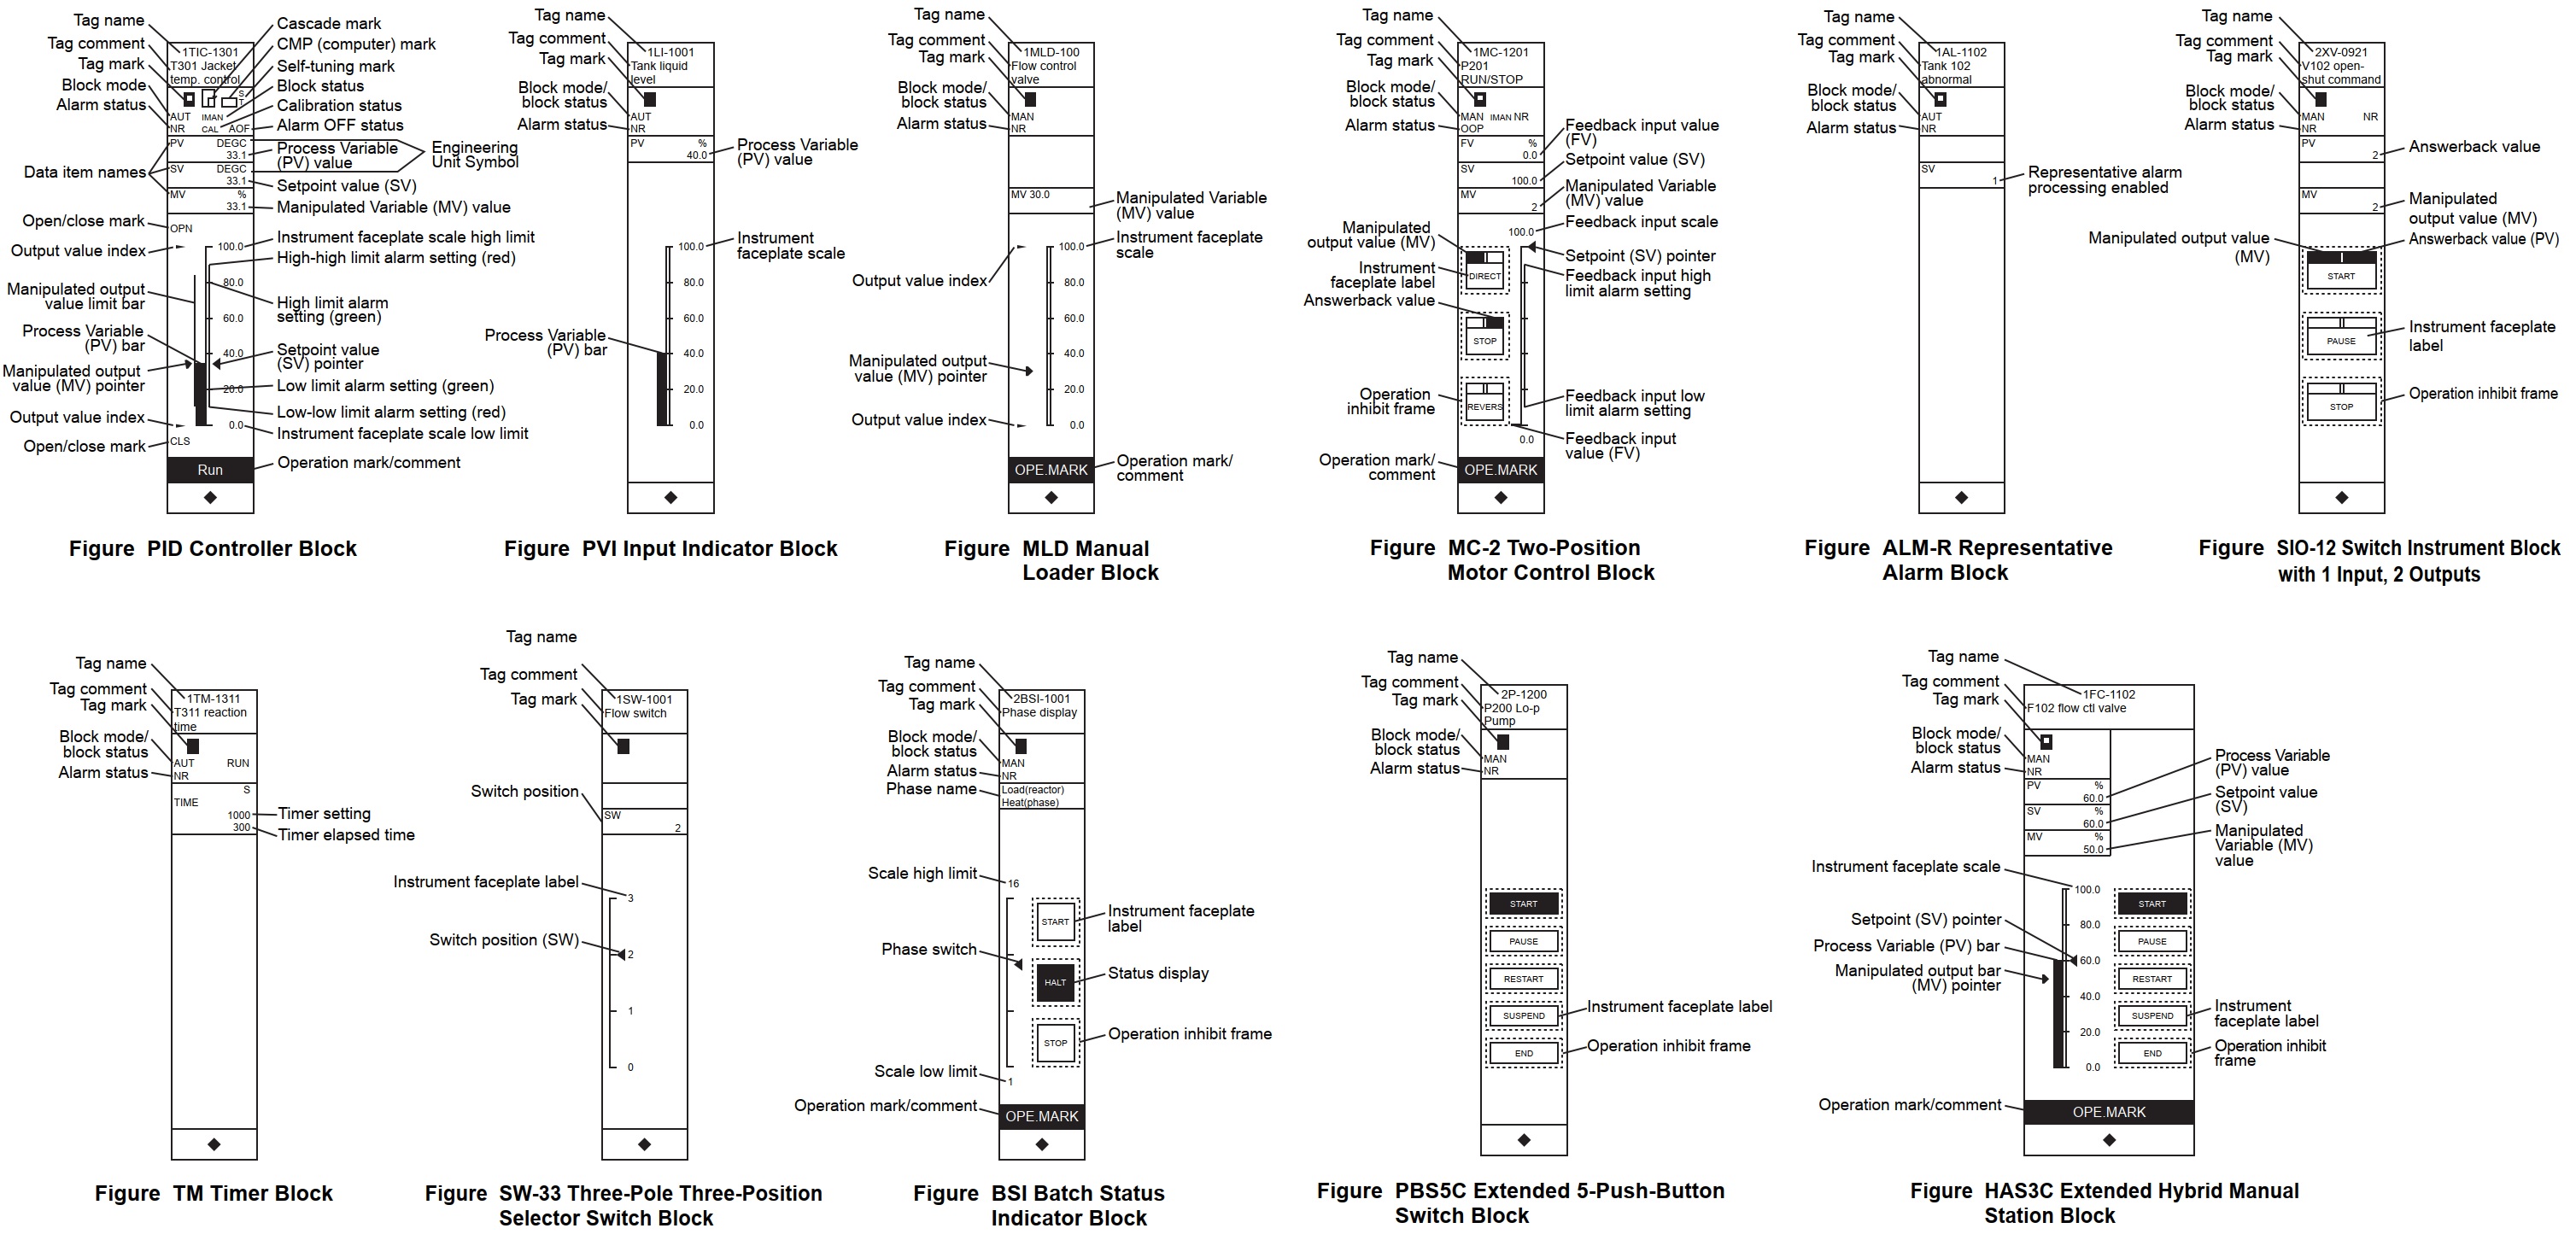 Tag name
Tag comment
Tag mark
Block mode
Alarm status
Data item names
Open/close mark
Output value index
Manipulated output
value limit bar
Process Variable
(PV) bar
Manipulated output
value (MV) pointer
Output value index
Open/close mark
1TIC-1301
T301 Jacket
temp. control
S
T
AUT IMAN
NR CAL AOF
PV DEGC
33.1
SV DEGC
33.1
MV %
33.1
OPN
100.0
80.0
60.0
40.0
20.0
0.0
CLS
Run
Cascade mark
CMP (computer) mark
Self-tuning mark
Block status
Calibration status
Alarm OFF status
Process Variable
(PV) value
Engineering
Unit Symbol
Setpoint value (SV)
Manipulated Variable (MV) value
Instrument faceplate scale high limit
High-high limit alarm setting (red)
High limit alarm
setting (green)
Setpoint value
(SV) pointer
Low limit alarm setting (green)
Low-low limit alarm setting (red)
Instrument faceplate scale low limit
Operation mark/comment
Figure PID Controller Block
Tag name
Tag comment
Tag mark
Block mode/
block status
Alarm status
Process Variable
(PV) bar
1LI-1001
Tank liquid
level
AUT
NR
PV %
40.0
100.0
80.0
60.0
40.0
20.0
0.0
Process Variable
(PV) value
Instrument
faceplate scale
Figure PVI Input Indicator Block
Tag name
Tag comment
Tag mark
Block mode/
block status
Alarm status
Output value index
Manipulated output
value (MV) pointer
Output value index
1MLD-100
Flow control
valve
MAN
NR
MV 30.0
100.0
80.0
60.0
40.0
20.0
0.0
OPE.MARK
Manipulated Variable
(MV) value
Instrument faceplate
scale
Operation mark/
comment
Figure MLD Manual
Loader Block
Tag name
Tag comment
Tag mark
Block mode/
block status
Alarm status
Manipulated
output value (MV)
Instrument
faceplate label
Answerback value
Operation
inhibit frame
Operation mark/
comment
1MC-1201
P201
RUN/STOP
MAN IMAN NR
OOP
FV %
0.0
SV
100.0
MV
2
100.0
DIRECT
STOP
REVERS
0.0
OPE.MARK
Feedback input value
(FV)
Setpoint value (SV)
Manipulated Variable
(MV) value
Feedback input scale
Setpoint (SV) pointer
Feedback input high
limit alarm setting
Feedback input low
limit alarm setting
Feedback input
value (FV)
Figure MC-2 Two-Position
Motor Control Block
Tag name
Tag comment
Tag mark
Block mode/
block status
Alarm status
1AL-1102
Tank 102
abnormal
AUT
NR
SV
1
Representative alarm
processing enabled
Figure ALM-R Representative
Alarm Block
Tag name
Tag comment
Tag mark
Block mode/
block status
Alarm status
Manipulated output value
(MV)
2XV-0921
V102 open-
shut command
MAN NR
NR
PV
2
MV
2
START
PAUSE
STOP
Answerback value
Manipulated
output value (MV)
Answerback value (PV)
Instrument faceplate
label
Operation inhibit frame
Figure SIO-12 Switch Instrument Block
with 1 Input, 2 Outputs
Tag name
Tag comment
Tag mark
Block mode/
block status
Alarm status
1TM-1311
T311 reaction
time
AUT RUN
NR
S
TIME
1000
300
Timer setting
Timer elapsed time
Figure TM Timer Block
Tag name
Tag comment
Tag mark
Switch position
Instrument faceplate label
Switch position (SW)
1SW-1001
Flow switch
SW
2
3
2
1
0
Figure SW-33 Three-Pole Three-Position
Selector Switch Block
Tag name
Tag comment
Tag mark
Block mode/
block status
Alarm status
Phase name
Scale high limit
Phase switch
Scale low limit
Operation mark/comment
2BSI-1001
Phase display
MAN
NR
Load(reactor)
Heat(phase)
16
START
HALT
STOP
1
OPE.MARK
Instrument faceplate
label
Status display
Operation inhibit frame
Figure BSI Batch Status
Indicator Block
Tag name
Tag comment
Tag mark
Block mode/
block status
Alarm status
2P-1200
P200 Lo-p
Pump
MAN
NR
START
PAUSE
RESTART
SUSPEND
END
Instrument faceplate label
Operation inhibit frame
Figure PBS5C Extended 5-Push-Button
Switch Block
Tag name
Tag comment
Tag mark
Block mode/
block status
Alarm status
Instrument faceplate scale
Setpoint (SV) pointer
Process Variable (PV) bar
Manipulated output bar
(MV) pointer
Operation mark/comment
1FC-1102
F102 flow ctl valve
MAN
NR
PV %
60.0
SV %
60.0
MV %
50.0
100.0
80.0
60.0
40.0
20.0
0.0
START
PAUSE
RESTART
SUSPEND
END
OPE.MARK
Process Variable
(PV) value
Setpoint value
(SV)
Manipulated
Variable (MV)
value
Instrument
faceplate label
Operation inhibit
frame
Figure HAS3C Extended Hybrid Manual
Station Block